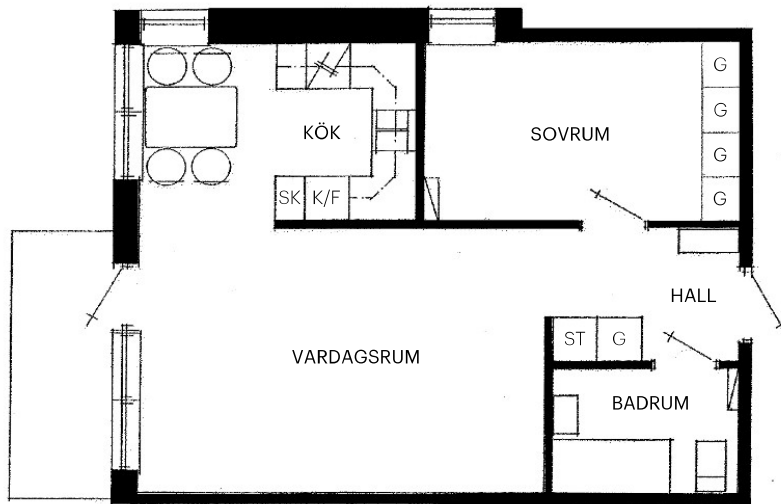 G
G
KÖK
SOVRUM
G
SK
K/F
G
HALL
ST
G
VARDAGSRUM
BADRUM